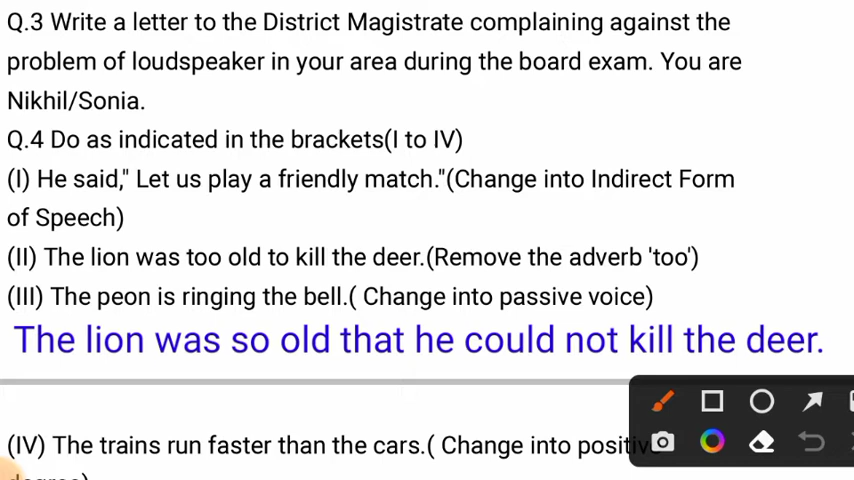 Q.3 Write a letter to the District Magistrate complaining against the
problem of loudspeaker in your area during the board exam. You are
Nikhil/Sonia.
Q.4 Do as indicated in the brackets(I to IV)
(I) He said," Let us play a friendly match."(Change into Indirect Form
of Speech)
(II) The lion was too old to kill the deer.(Remove the adverb 'too')
(III) The peon is ringing the bell.( Change into passive voice)
The lion was so old that he could not kill the deer.
(IV) The trains run faster than the cars.( Change into positive
degree)